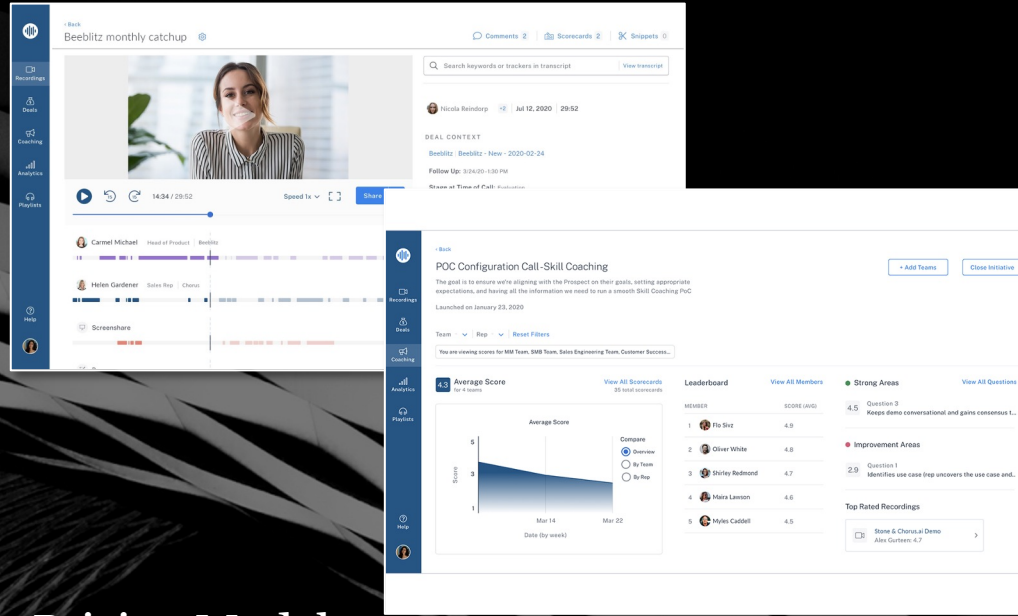 ‹ Back
Beeblitz monthly catchup
Comments 2
Scorecards 2
Snippets 0
Recordings
Deals
Coaching
Analytics
Playlists
Help
Search keywords or trackers in transcript
View transcript
Nicola Reindorp +2 Jul 12, 2020 29:52
DEAL CONTEXT
Beeblitz | Beeblitz - New - 2020-02-24
Follow Up: 3/24/20 - 1:30 PM
Stage at Time of Call: Evaluation
15
15
14:34 / 29:52
Speed 1x
Share
Carmel Michael Head of Product Beeblitz
Helen Gardener Sales Rep Chorus
Screenshare
‹ Back
POC Configuration Call - Skill Coaching
The goal is to ensure we're aligning with the Prospect on their goals, setting appropriate
expectations, and having all the information we need to run a smooth Skill Coaching PoC
Launched on January 23, 2020
+ Add Teams
Close Initiative
Recordings
Deals
Coaching
Analytics
Playlists
Help
Team - Rep - Reset Filters
You are viewing scores for MM Team, SMB Team, Sales Engineering Team, Customer Success...
4.3 Average Score
for 4 teams
View All Scorecards
35 total scorecards
Average Score
Score
5
3
1
Mar 14
Mar 22
Date (by week)
Compare
Overview
By Team
By Rep
Leaderboard
View All Members
MEMBER SCORE (AVG)
1 Flo Sivz 4.9
2 Oliver White 4.8
3 Shirley Redmond 4.7
4 Maira Lawson 4.6
5 Myles Caddell 4.5
Strong Areas
View All Questions
4.5 Question 3
Keeps demo conversational and gains consensus t...
Improvement Areas
2.9 Question 1
Identifies use case (rep uncovers the use case and..
Top Rated Recordings
Stone & Chorus.ai Demo
Alex Gurteen: 4.7